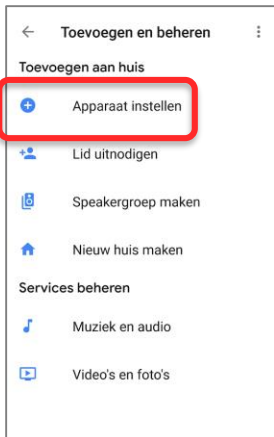 Toevoegen en beheren
Toevoegen aan huis
Apparaat instellen
Lid uitnodigen
Speakergroep maken
Nieuw huis maken
Services beheren
Muziek en audio
Video's en foto's